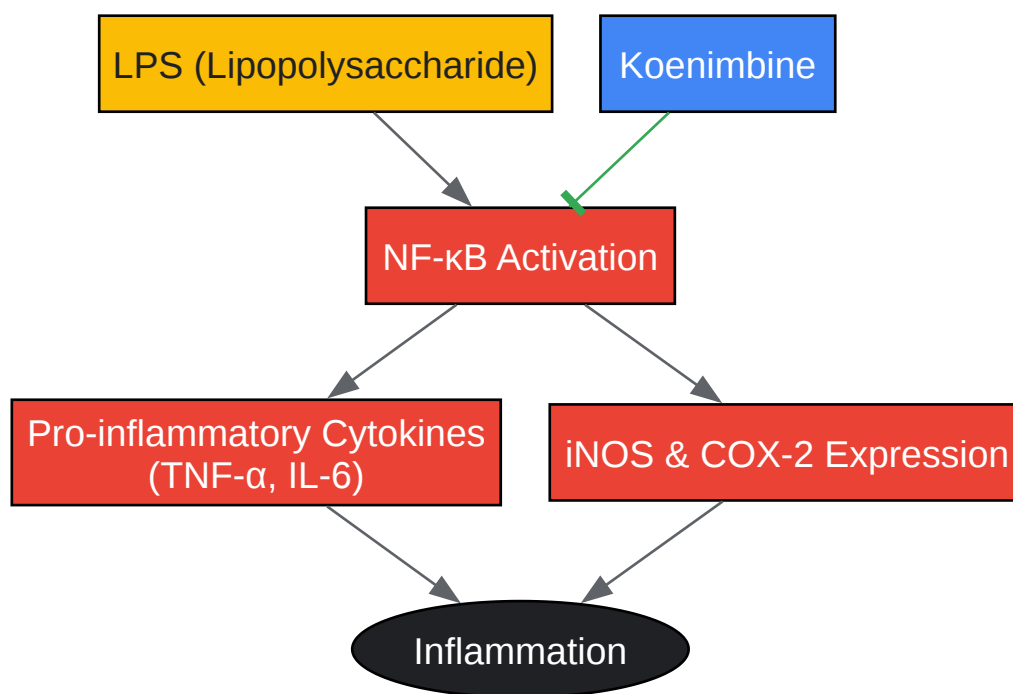 LPS (Lipopolysaccharide)
Koenimbine
NF-κB Activation
Pro-inflammatory Cytokines
(TNF-α, IL-6)
iNOS & COX-2 Expression
Inflammation